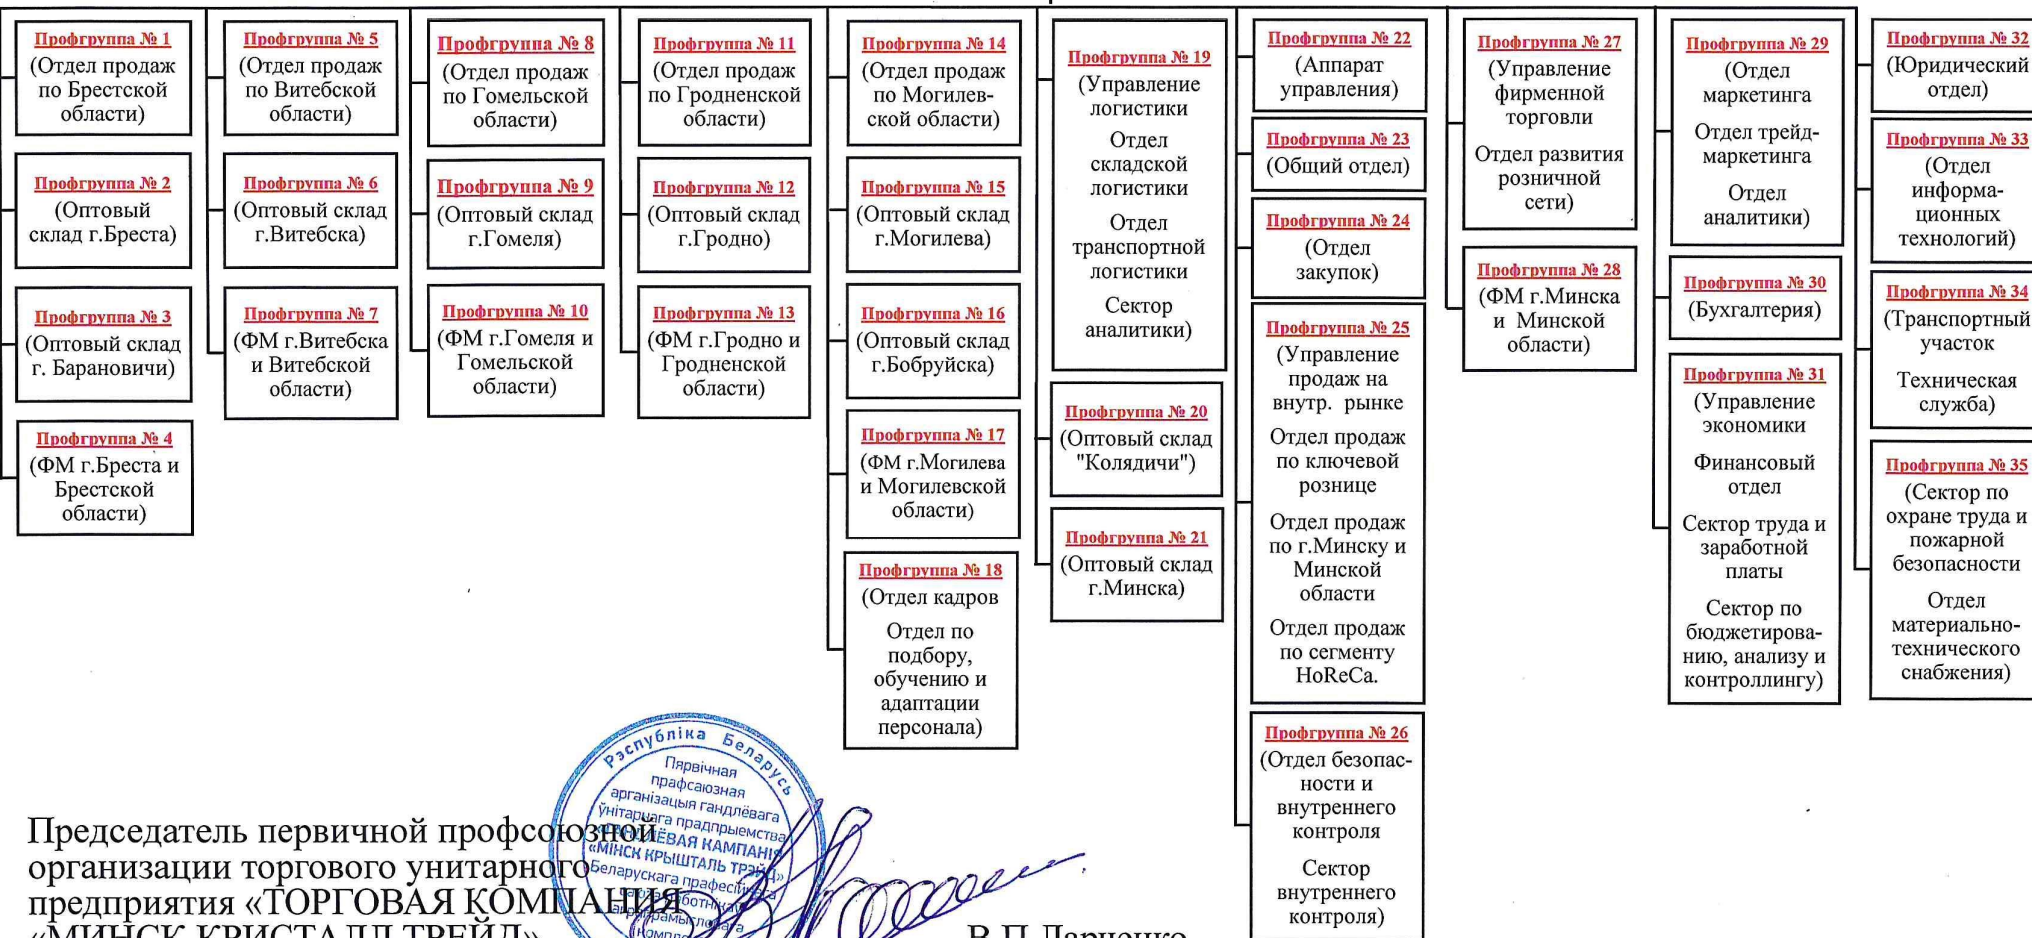 Профгруппа № 1
(Отдел продаж
по Брестской
области)
Профгруппа № 2
(Оптовый
склад г.Бреста)
Профгруппа № 3
(Оптовый склад
г. Барановичи)
Профгруппа № 4
(ФМ г.Бреста и
Брестской
области)
Профгруппа № 5
(Отдел продаж
по Витебской
области)
Профгруппа № 6
(Оптовый склад
г.Витебска)
Профгруппа № 7
(ФМ г.Витебска
и Витебской
области)
Профгруппа № 8
(Отдел продаж
по Гомельской
области)
Профгруппа № 9
(Оптовый склад
г.Гомеля)
Профгруппа № 10
(ФМ г.Гомеля и
Гомельской
области)
Профгруппа № 11
(Отдел продаж
по Гродненской
области)
Профгруппа № 12
(Оптовый склад
г.Гродно)
Профгруппа № 13
(ФМ г.Гродно и
Гродненской
области)
Профгруппа № 14
(Отдел продаж
по Могилев-
ской области)
Профгруппа № 15
(Оптовый склад
г.Могилева)
Профгруппа № 16
(Оптовый склад
г.Бобруйска)
Профгруппа № 17
(ФМ г.Могилева
и Могилевской
области)
Профгруппа № 18
(Отдел кадров
Отдел по
подбору,
обучению и
адаптации
персонала)
Профгруппа № 19
(Управление
логистики
Отдел
складской
логистики
Отдел
транспортной
логистики
Сектор
аналитики)
Профгруппа № 20
(Оптовый склад
"Колядичи")
Профгруппа № 21
(Оптовый склад
г.Минска)
Профгруппа № 22
(Аппарат
управления)
Профгруппа № 23
(Общий отдел)
Профгруппа № 24
(Отдел
закупок)
Профгруппа № 25
(Управление
продаж на
внутр. рынке
Отдел продаж
по ключевой
рознице
Отдел продаж
по г.Минску и
Минской
области
Отдел продаж
по сегменту
HoReCa.
Профгруппа № 26
(Отдел безопас-
ности и
внутреннего
контроля
Сектор
внутреннего
контроля)
Профгруппа № 27
(Управление
фирменной
торговли
Отдел развития
розничной
сети)
Профгруппа № 28
(ФМ г.Минска
и Минской
области)
Профгруппа № 29
(Отдел
маркетинга
Отдел трейд-
маркетинга
Отдел
аналитики)
Профгруппа № 30
(Бухгалтерия)
Профгруппа № 31
(Управление
экономики
Финансовый
отдел
Сектор труда и
заработной
платы
Сектор по
бюджетирова-
нию, анализу и
контроллингу)
Профгруппа № 32
(Юридический
отдел)
Профгруппа № 33
(Отдел
информа-
ционных
технологий)
Профгруппа № 34
(Транспортный
участок
Техническая
служба)
Профгруппа № 35
(Сектор по
охране труда и
пожарной
безопасности
Отдел
материально-
технического
снабжения)
Председатель первичной профсоюзной
организации торгового унитарного
предприятия «ТОРГОВАЯ КОМПАНИЯ
«МИНСК КРИСТАЛЛ ТРЕЙД»
В.П.Ларченко
Рэспубліка Беларусь
Пярвічная
прафсаюзная
арганізацыя гандлёвага
ўнітарнага прадпрыемства
«ГАНДЛЁВАЯ КАМПАНІЯ
«МІНСК КРЫШТАЛЬ ТРЭЙД»
Беларускага